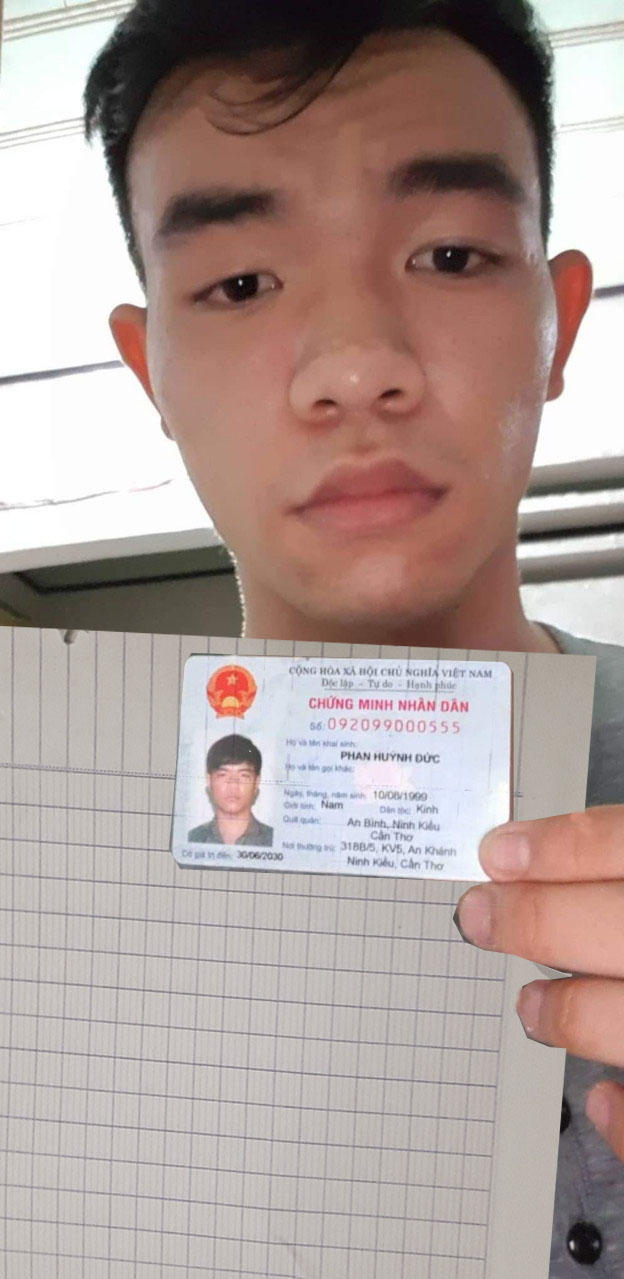 CỘNG HÒA XÃ HỘI CHỦ NGHĨA VIỆT NAM
Độc lập - Tự do - Hạnh phúc
CHỨNG MINH NHÂN DÂN
Số: 092099000555
Họ và tên khai sinh:
PHAN HUỲNH ĐỨC
Họ và tên gọi khác:
Ngày, tháng, năm sinh: 10/08/1999
Giới tính: Nam Dân tộc: Kinh
Quê quán: An Bình, Ninh Kiều
Cần Thơ
Nơi thường trú: 318B/5, KV5, An Khánh
Ninh Kiều, Cần Thơ
Có giá trị đến: 30/06/2030